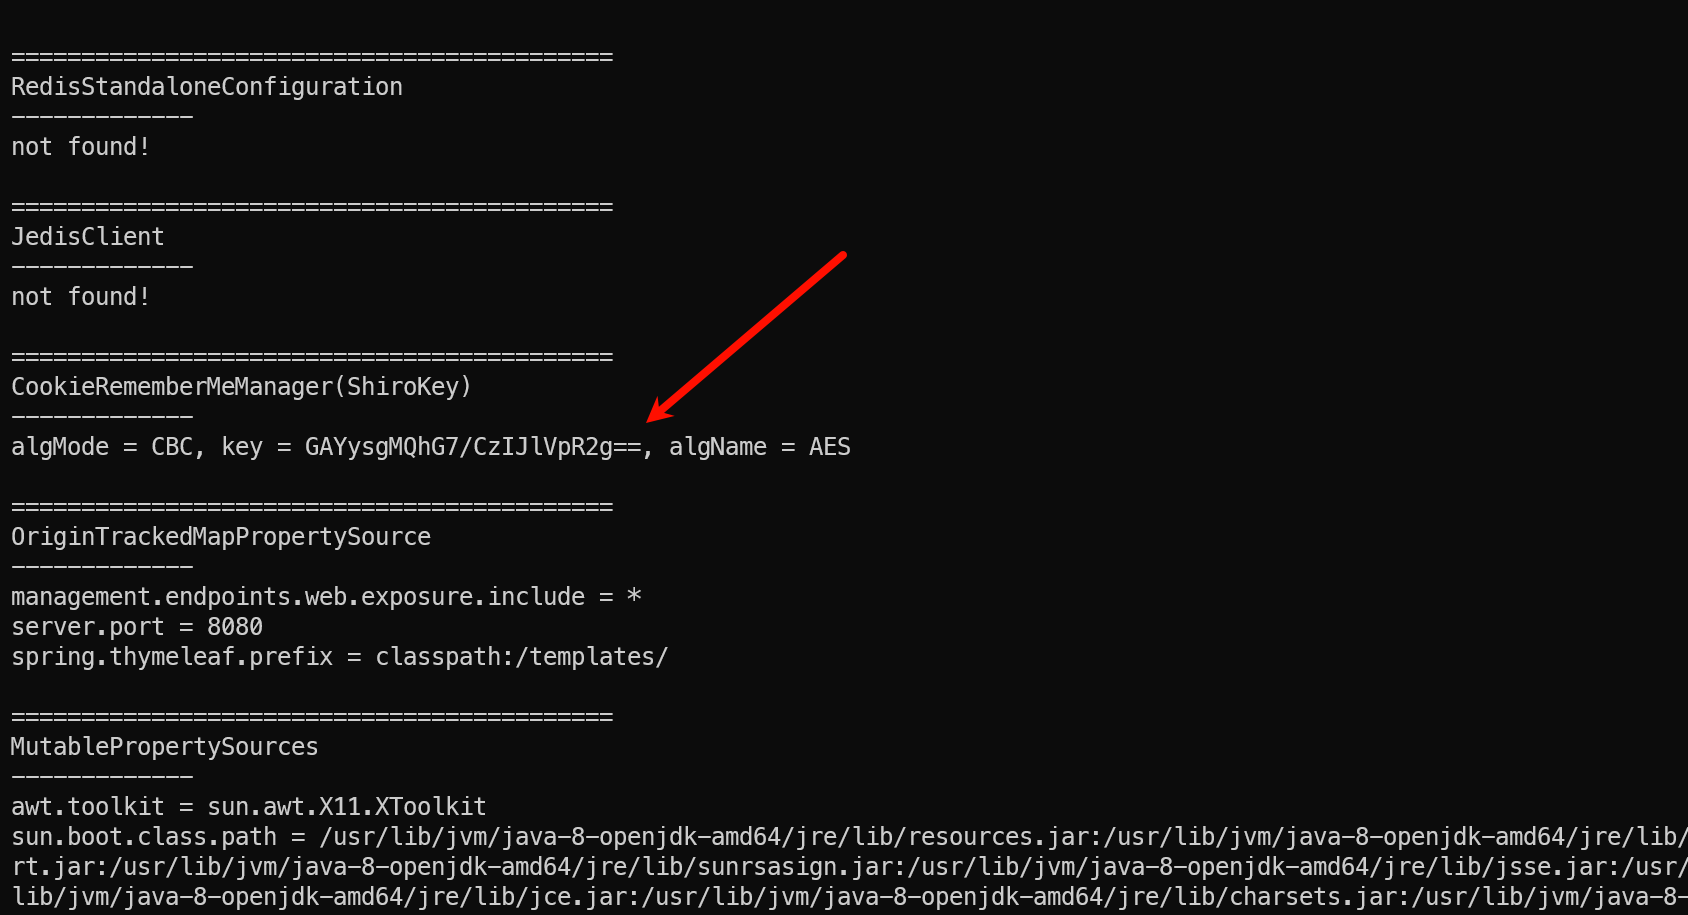 ===========================================
RedisStandaloneConfiguration
-------------
not found!
===========================================
JedisClient
-------------
not found!
===========================================
CookieRememberMeManager(ShiroKey)
-------------
algMode = CBC, key = GAYysgMQhG7/CzIJlVpR2g==, algName = AES
===========================================
OriginTrackedMapPropertySource
-------------
management.endpoints.web.exposure.include = *
server.port = 8080
spring.thymeleaf.prefix = classpath:/templates/
===========================================
MutablePropertySources
-------------
awt.toolkit = sun.awt.X11.XToolkit
sun.boot.class.path = /usr/lib/jvm/java-8-openjdk-amd64/jre/lib/resources.jar:/usr/lib/jvm/java-8-openjdk-amd64/jre/lib/
rt.jar:/usr/lib/jvm/java-8-openjdk-amd64/jre/lib/sunrsasign.jar:/usr/lib/jvm/java-8-openjdk-amd64/jre/lib/jsse.jar:/usr/
lib/jvm/java-8-openjdk-amd64/jre/lib/jce.jar:/usr/lib/jvm/java-8-openjdk-amd64/jre/lib/charsets.jar:/usr/lib/jvm/java-8-